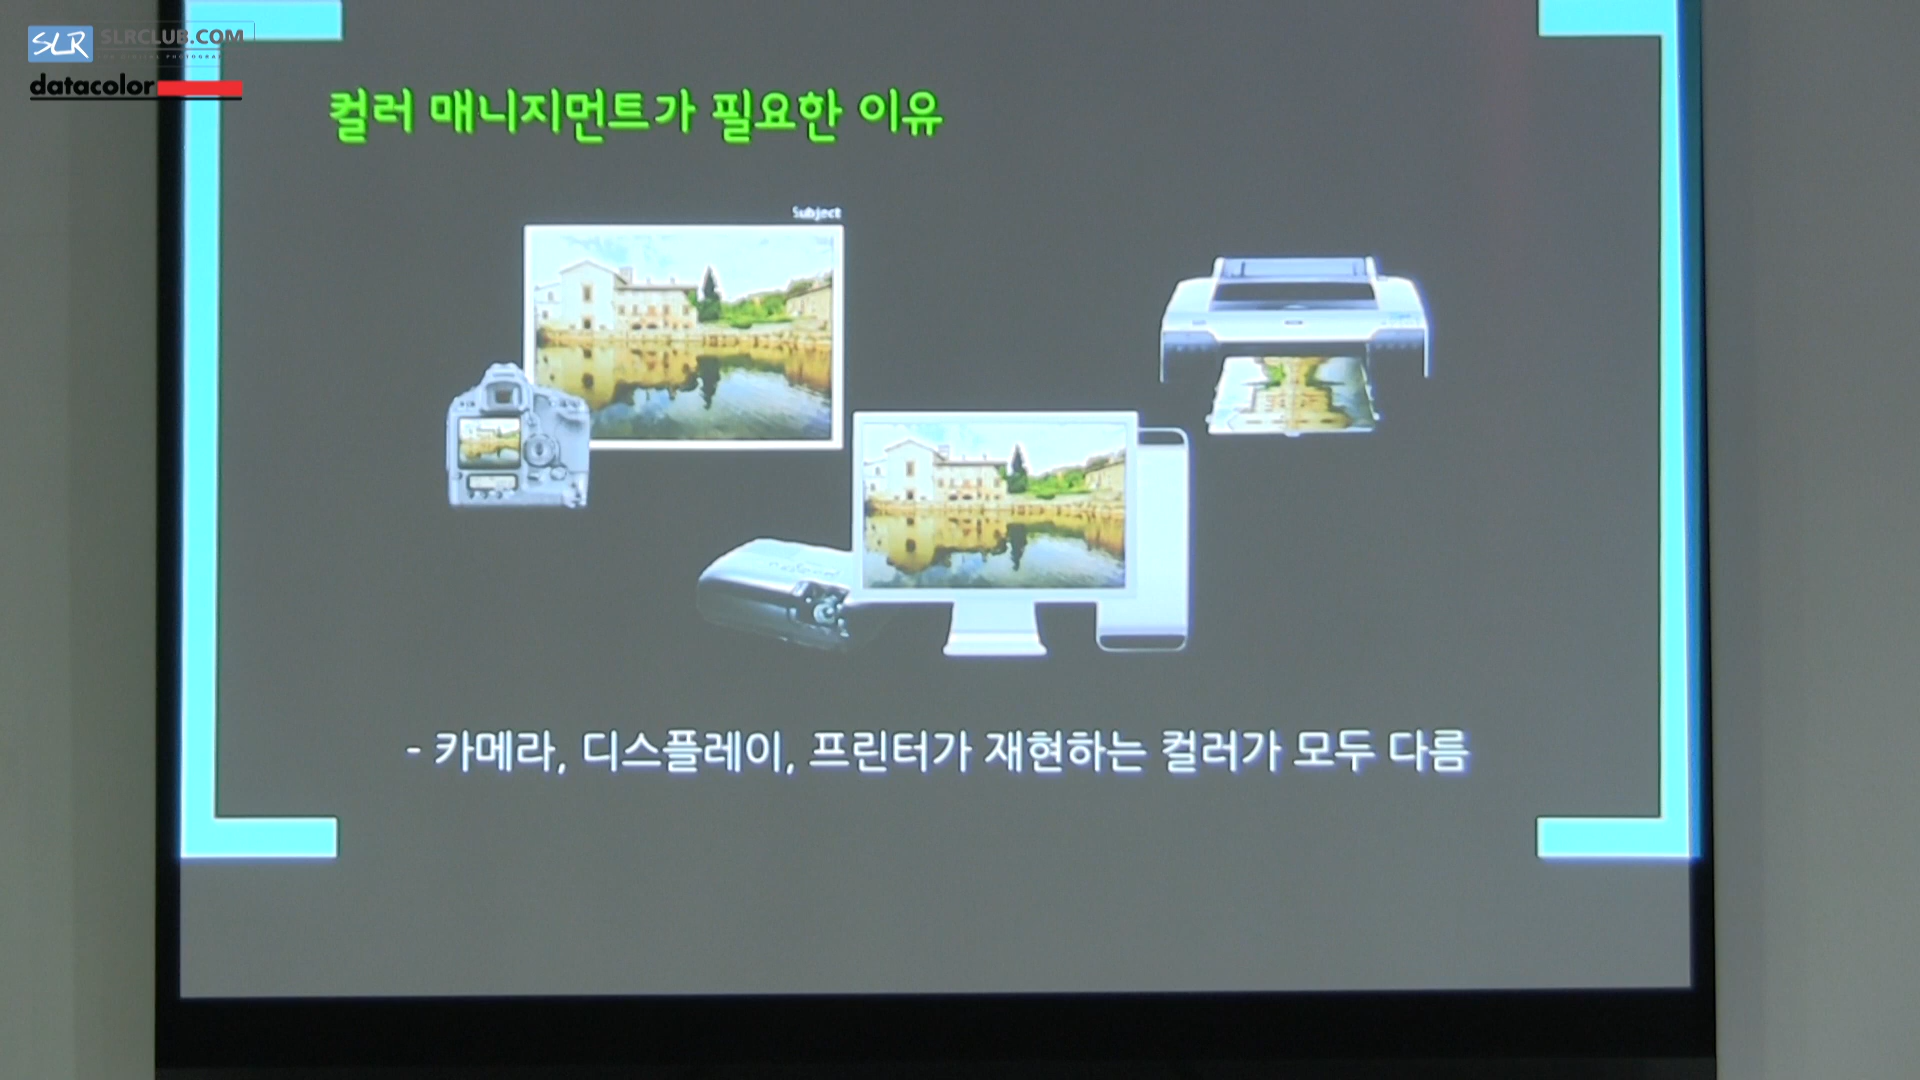 SLR SLRCLUB.COM
datacolor
컬러 매니지먼트가 필요한 이유
Subject
- 카메라, 디스플레이, 프린터가 재현하는 컬러가 모두 다름